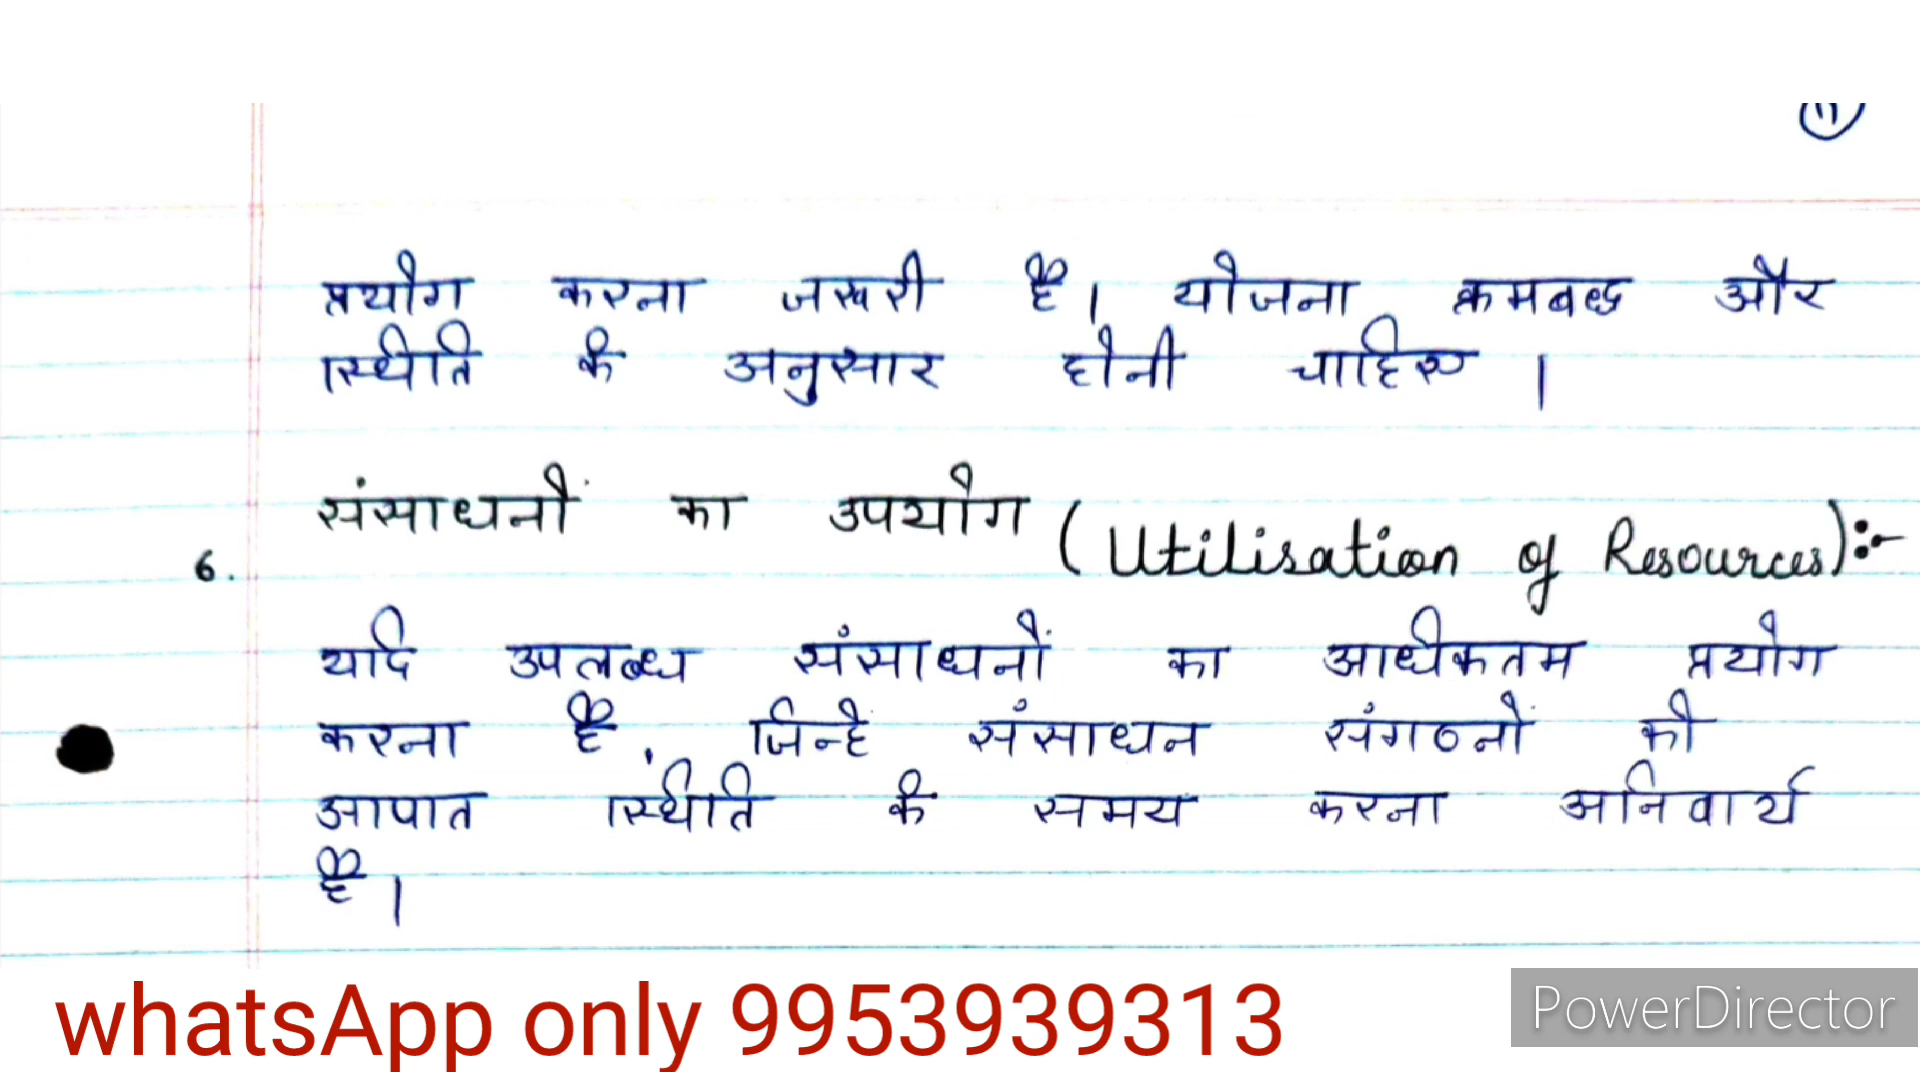 11
प्रयोग करना जरूरी है। योजना क्रमबद्ध और
स्थिति के अनुसार होनी चाहिए ।
संसाधनों का उपयोग (Utilisation of Resources):-
6.
यदि उपलब्ध संसाधनों का अधिकतम प्रयोग
करना है, जिन्हें संसाधन संगठनों को
आपात स्थिति के समय करना अनिवार्य
है।
whatsApp only 9953939313
PowerDirector